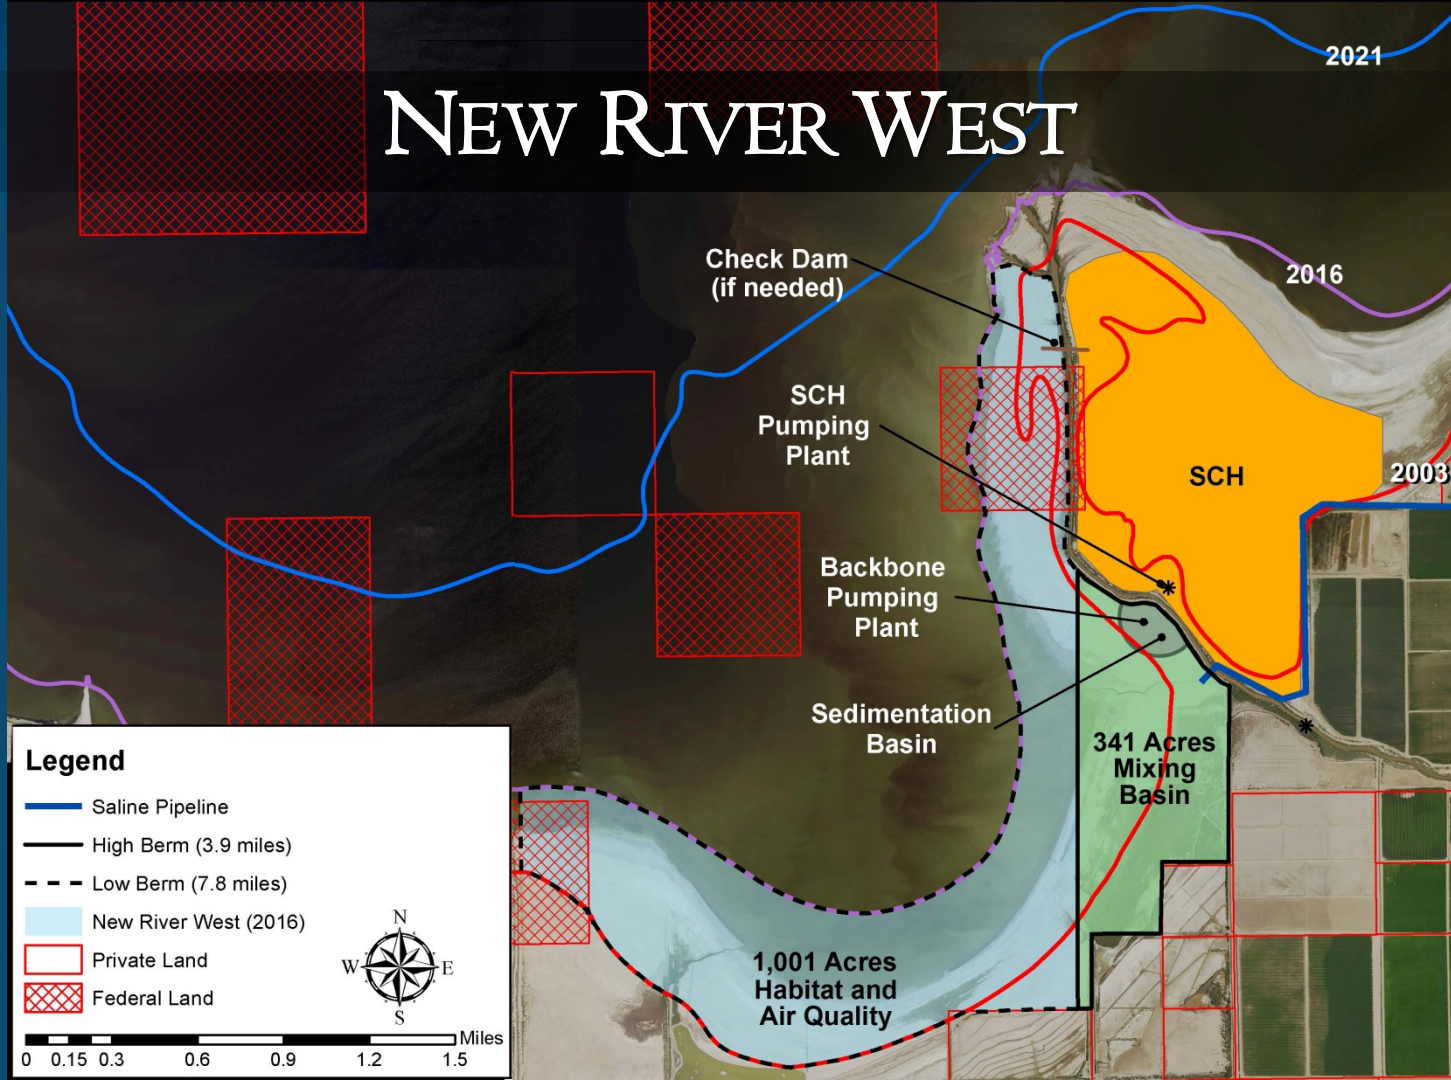 2021
NEW RIVER WEST
Check Dam
(if needed)
2016
SCH
Pumping
Plant
SCH
2003
Backbone
Pumping
Plant
Sedimentation
Basin
341 Acres
Mixing
Basin
1,001 Acres
Habitat and
Air Quality
Legend
Saline Pipeline
High Berm (3.9 miles)
Low Berm (7.8 miles)
New River West (2016)
Private Land
Federal Land
N
W E
S
Miles
0 0.15 0.3 0.6 0.9 1.2 1.5